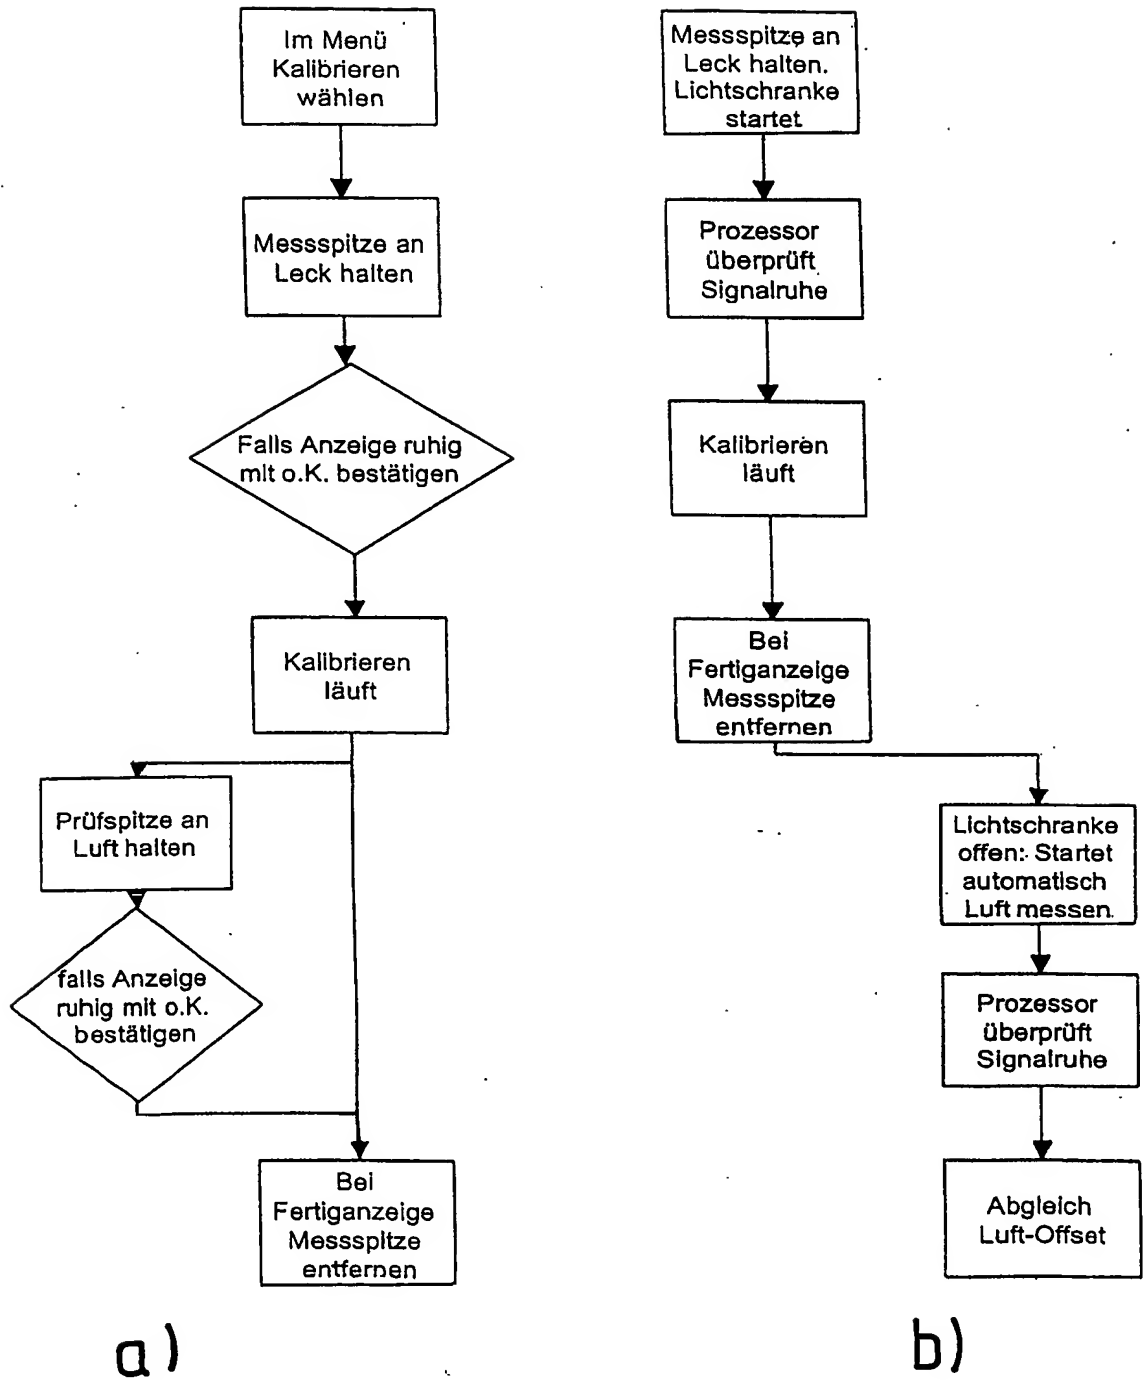 Im Menü
Kalibrieren
wählen
Messspitze an
Leck halten
Falls Anzeige ruhig
mit o.K. bestätigen
Kalibrieren
läuft
Prüfspitze an
Luft halten
falls Anzeige
ruhig mit o.K.
bestätigen
Bei
Fertiganzeige
Messspitze
entfernen
a)
Messspitze an
Leck halten.
Lichtschranke
startet
Prozessor
überprüft
Signalruhe
Kalibrieren
läuft
Bei
Fertiganzeige
Messspitze
entfernen
Lichtschranke
offen: Startet
automatisch
Luft messen.
Prozessor
überprüft
Signalruhe
Abgleich
Luft-Offset
b)